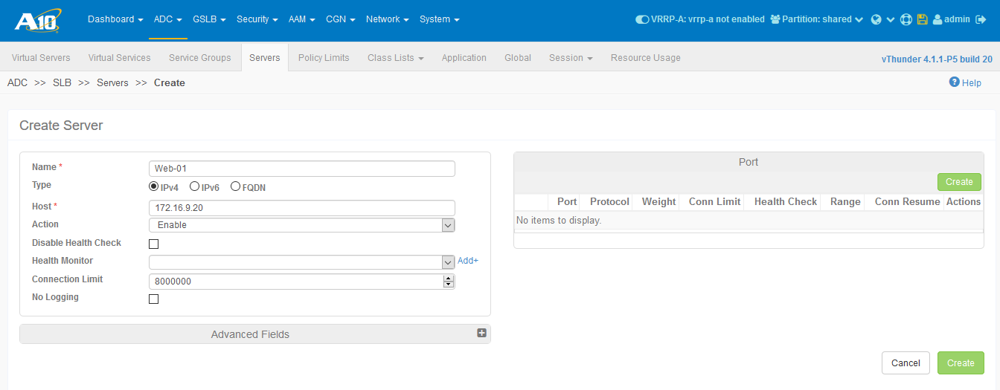 A10
Dashboard ADC GSLB Security AAM CGN Network System VRRP-A: vrrp-a not enabled Partition: shared admin
Virtual Servers Virtual Services Service Groups Servers Policy Limits Class Lists Application Global Session Resource Usage vThunder 4.1.1-P5 build 20
ADC >> SLB >> Servers >> Create Help
Create Server
Name * Web-01
Type IPv4 IPv6 FQDN
Host * 172.16.9.20
Action Enable
Disable Health Check
Health Monitor Add+
Connection Limit 8000000
No Logging
Advanced Fields
Port
Create
Port Protocol Weight Conn Limit Health Check Range Conn Resume Actions
No items to display.
Cancel Create